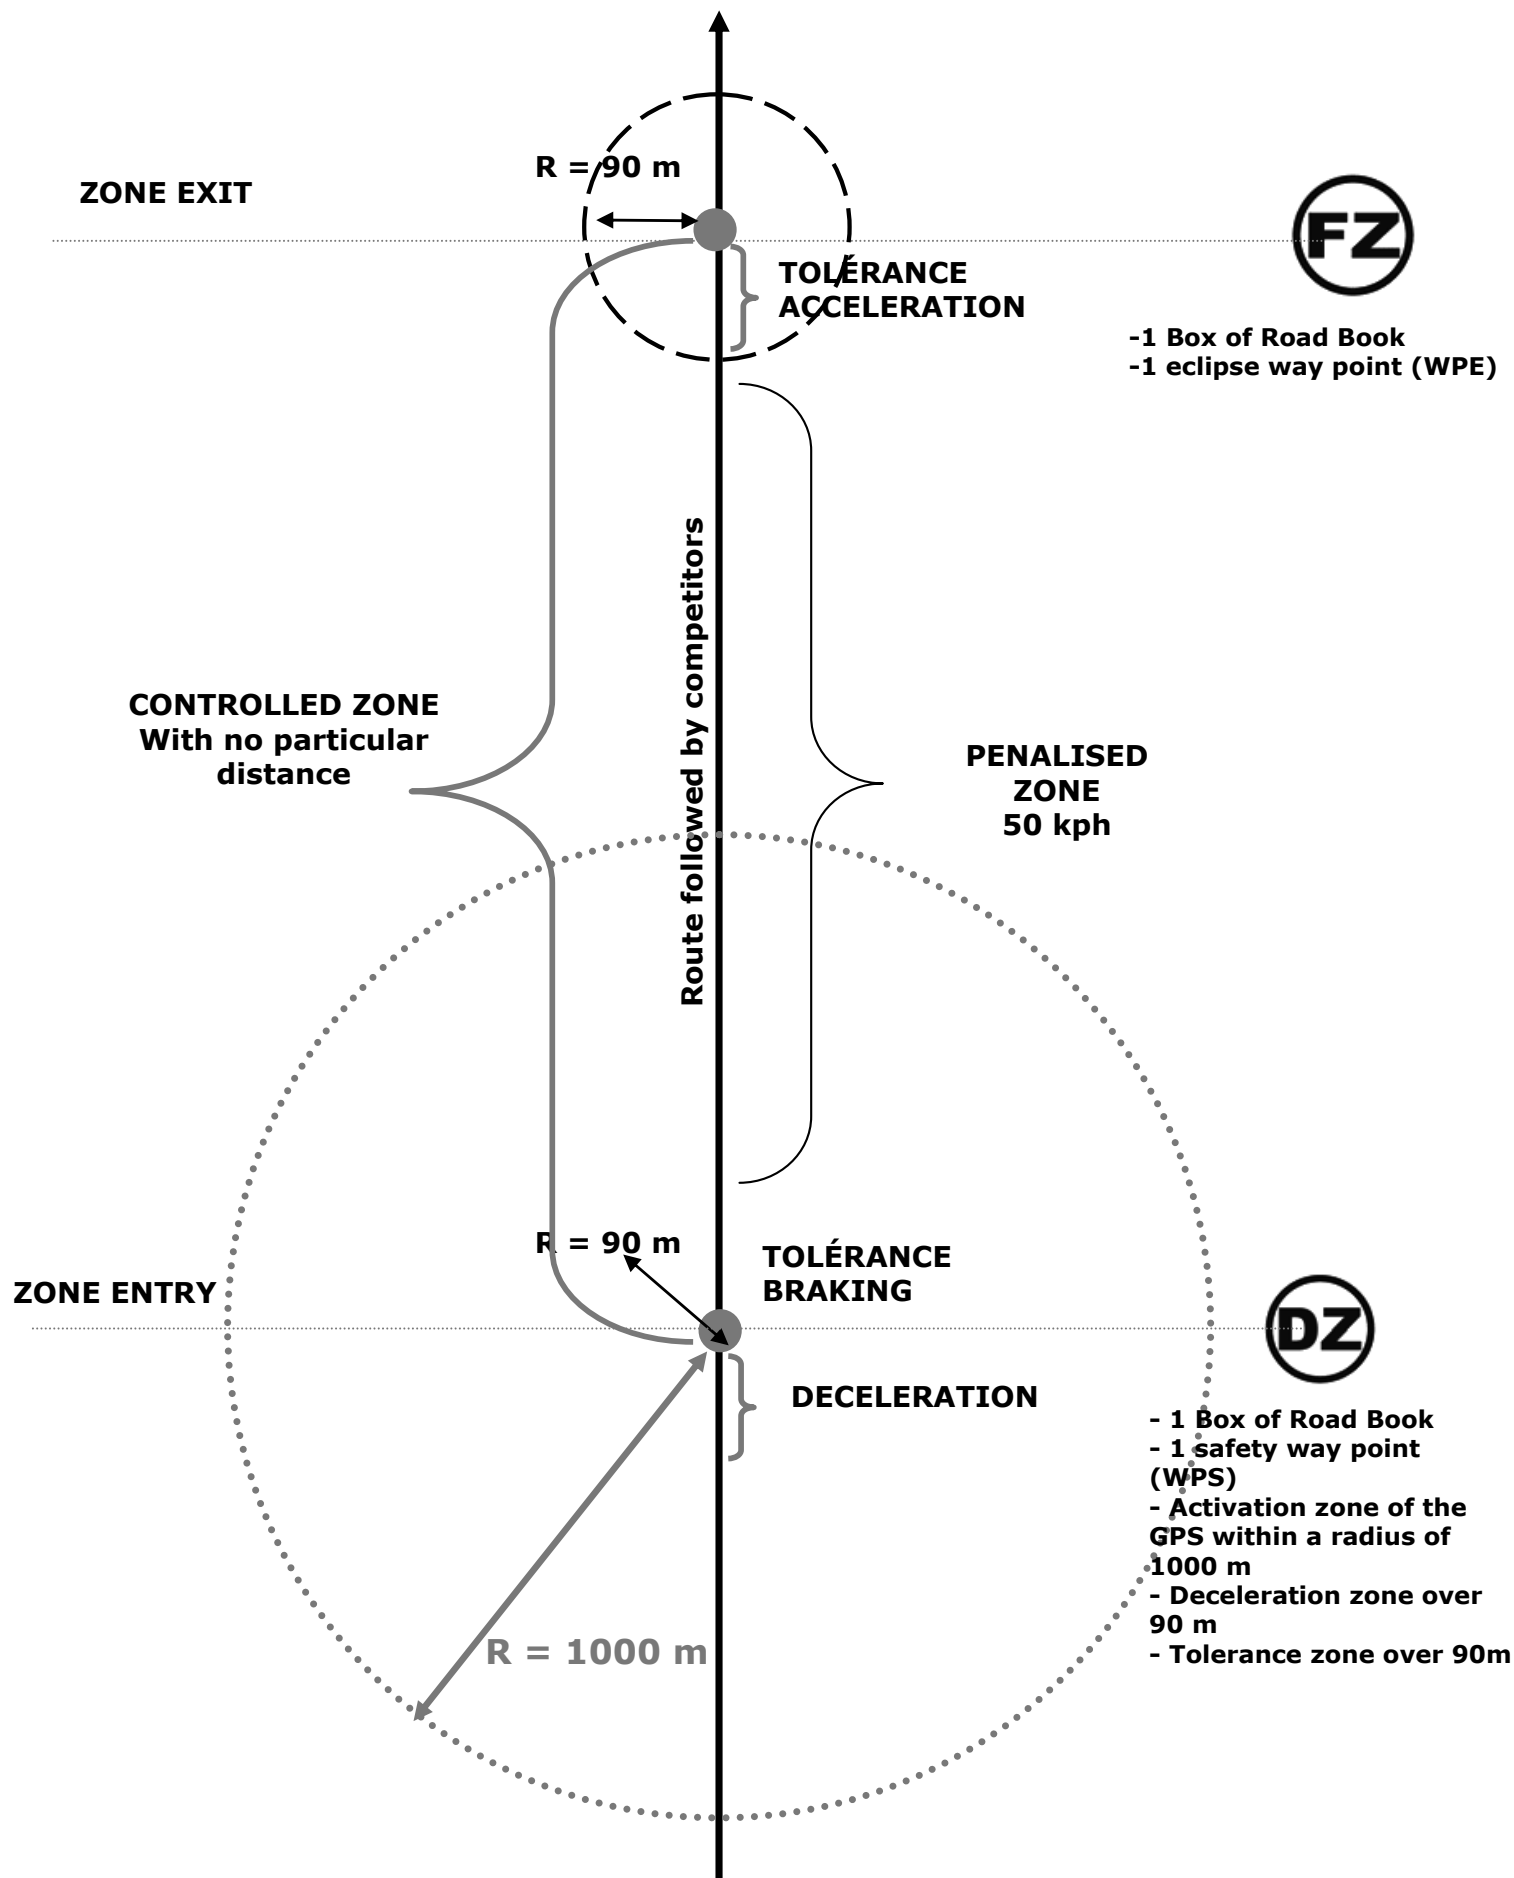 R = 90 m
ZONE EXIT
FZ
TOLÉRANCE
ACCELERATION
-1 Box of Road Book
-1 eclipse way point (WPE)
Route followed by competitors
CONTROLLED ZONE
With no particular
distance
PENALISED
ZONE
50 kph
R = 90 m
TOLÉRANCE
BRAKING
ZONE ENTRY
DZ
DECELERATION
- 1 Box of Road Book
- 1 safety way point
(WPS)
- Activation zone of the
GPS within a radius of
1000 m
- Deceleration zone over
90 m
- Tolerance zone over 90m
R = 1000 m